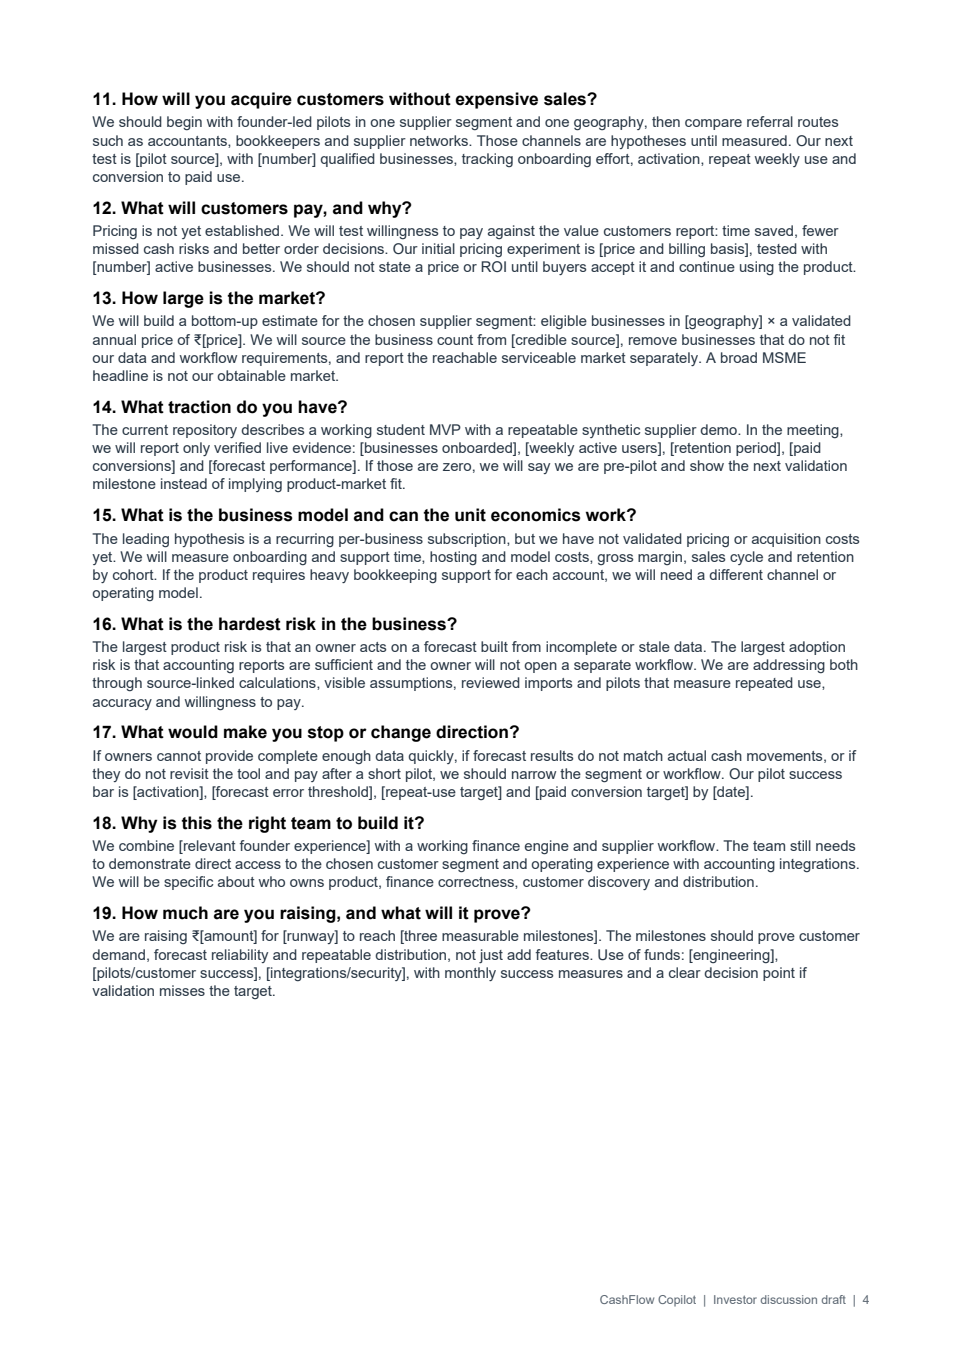 11. How will you acquire customers without expensive sales?
We should begin with founder-led pilots in one supplier segment and one geography, then compare referral routes
such as accountants, bookkeepers and supplier networks. Those channels are hypotheses until measured. Our next
test is [pilot source], with [number] qualified businesses, tracking onboarding effort, activation, repeat weekly use and
conversion to paid use.
12. What will customers pay, and why?
Pricing is not yet established. We will test willingness to pay against the value customers report: time saved, fewer
missed cash risks and better order decisions. Our initial pricing experiment is [price and billing basis], tested with
[number] active businesses. We should not state a price or ROI until buyers accept it and continue using the product.
13. How large is the market?
We will build a bottom-up estimate for the chosen supplier segment: eligible businesses in [geography] × a validated
annual price of ₹[price]. We will source the business count from [credible source], remove businesses that do not fit
our data and workflow requirements, and report the reachable serviceable market separately. A broad MSME
headline is not our obtainable market.
14. What traction do you have?
The current repository describes a working student MVP with a repeatable synthetic supplier demo. In the meeting,
we will report only verified live evidence: [businesses onboarded], [weekly active users], [retention period], [paid
conversions] and [forecast performance]. If those are zero, we will say we are pre-pilot and show the next validation
milestone instead of implying product-market fit.
15. What is the business model and can the unit economics work?
The leading hypothesis is a recurring per-business subscription, but we have not validated pricing or acquisition costs
yet. We will measure onboarding and support time, hosting and model costs, gross margin, sales cycle and retention
by cohort. If the product requires heavy bookkeeping support for each account, we will need a different channel or
operating model.
16. What is the hardest risk in the business?
The largest product risk is that an owner acts on a forecast built from incomplete or stale data. The largest adoption
risk is that accounting reports are sufficient and the owner will not open a separate workflow. We are addressing both
through source-linked calculations, visible assumptions, reviewed imports and pilots that measure repeated use,
accuracy and willingness to pay.
17. What would make you stop or change direction?
If owners cannot provide complete enough data quickly, if forecast results do not match actual cash movements, or if
they do not revisit the tool and pay after a short pilot, we should narrow the segment or workflow. Our pilot success
bar is [activation], [forecast error threshold], [repeat-use target] and [paid conversion target] by [date].
18. Why is this the right team to build it?
We combine [relevant founder experience] with a working finance engine and supplier workflow. The team still needs
to demonstrate direct access to the chosen customer segment and operating experience with accounting integrations.
We will be specific about who owns product, finance correctness, customer discovery and distribution.
19. How much are you raising, and what will it prove?
We are raising ₹[amount] for [runway] to reach [three measurable milestones]. The milestones should prove customer
demand, forecast reliability and repeatable distribution, not just add features. Use of funds: [engineering],
[pilots/customer success], [integrations/security], with monthly success measures and a clear decision point if
validation misses the target.
CashFlow Copilot | Investor discussion draft | 4